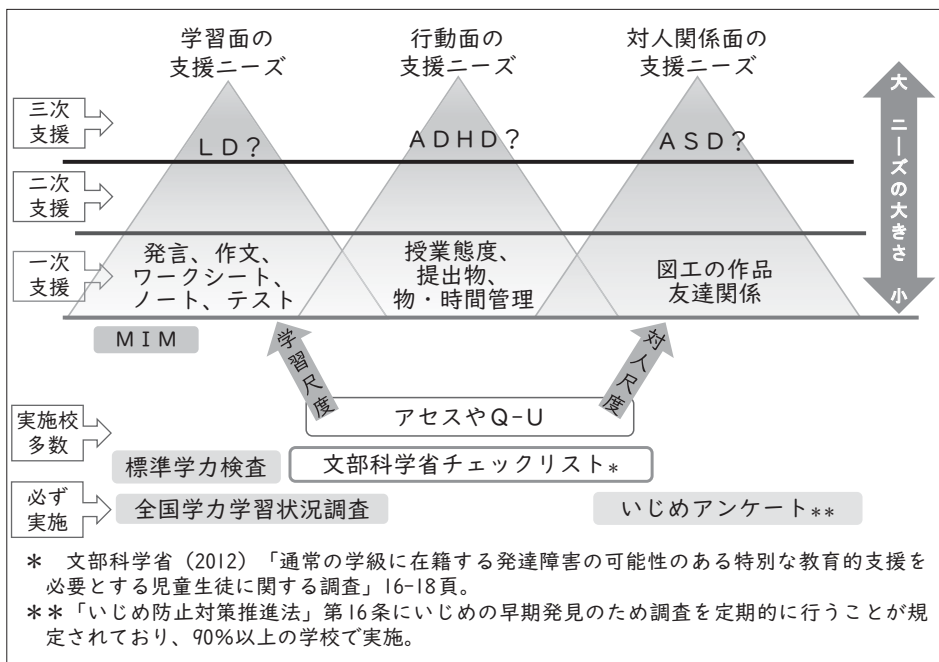 学習面の
支援ニーズ
行動面の
支援ニーズ
対人関係面の
支援ニーズ
三次
支援
LD?
ADHD?
ASD?
大 ニーズの大きさ 小
二次
支援
一次
支援
発言、作文、
ワークシート、
ノート、テスト
授業態度、
提出物、
物・時間管理
図工の作品
友達関係
MIM
学習尺度
対人尺度
実施校
多数
アセスやQ-U
標準学力検査
文部科学省チェックリスト*
必ず
実施
全国学力学習状況調査
いじめアンケート**
* 文部科学省(2012)「通常の学級に在籍する発達障害の可能性のある特別な教育的支援を
必要とする児童生徒に関する調査」16-18頁。
**「いじめ防止対策推進法」第16条にいじめの早期発見のため調査を定期的に行うことが規
定されており、90%以上の学校で実施。